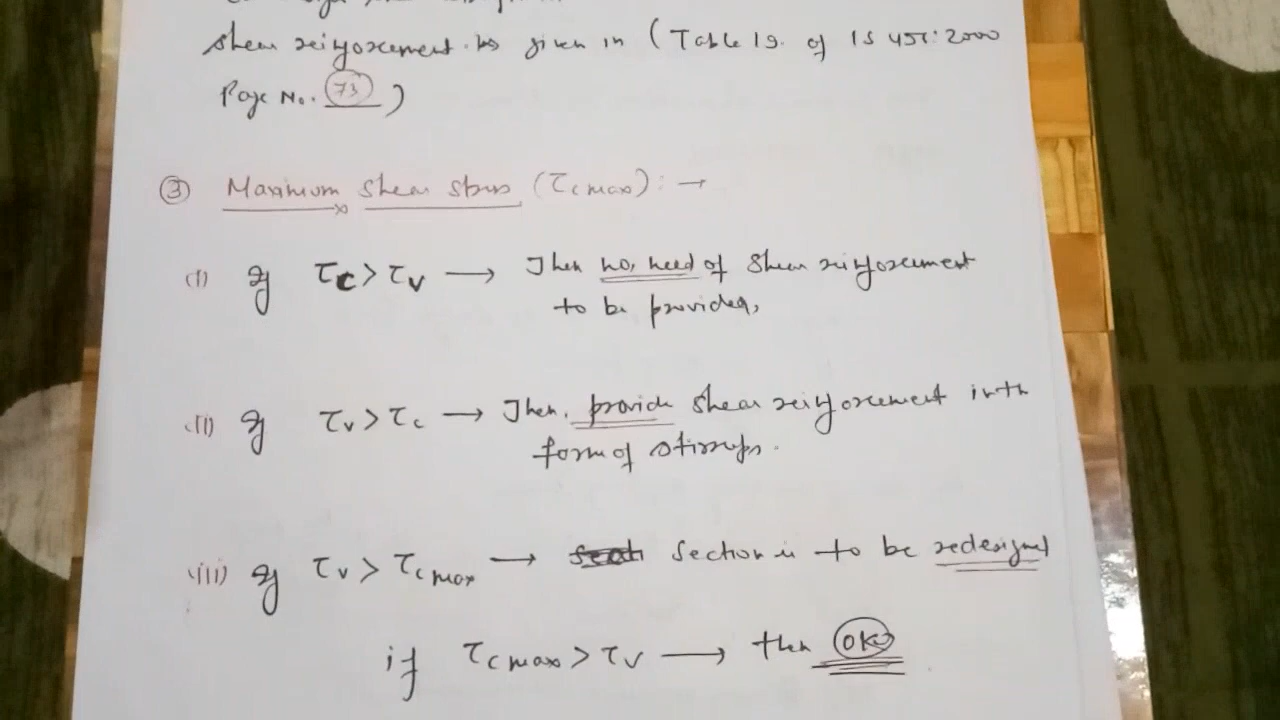 shear reinforcement is given in (Table 19. of IS 456:2000
Page No. 73)
③ Maximum shear stress (τc max) : →
(i) If τc > τv → Then no need of shear reinforcement
to be provided,
(ii) If τv > τc → Then, provide shear reinforcement in th
form of stirrups.
(iii) If τv > τc max → section is to be redesigned
if τc max > τv → then OK